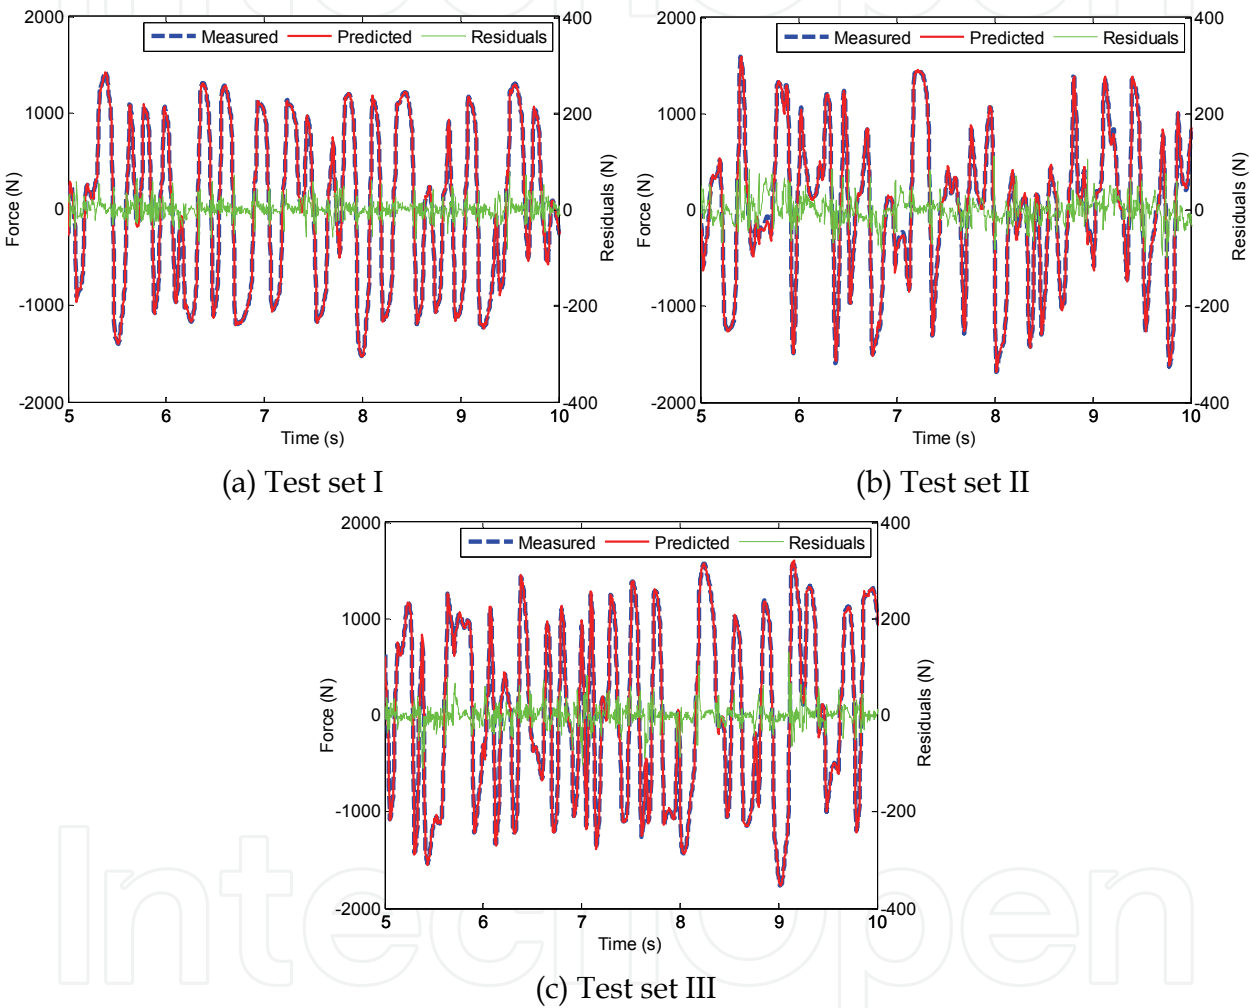 2000
400
Measured Predicted Residuals
1000
200
0
0
-1000
-200
-2000
-400
5 6 7 8 9 10
Force (N)
Residuals (N)
Time (s)
(a) Test set I
2000
400
Measured Predicted Residuals
1000
200
0
0
-1000
-200
-2000
-400
5 6 7 8 9 10
Force (N)
Residuals (N)
Time (s)
(b) Test set II
2000
400
Measured Predicted Residuals
1000
200
0
0
-1000
-200
-2000
-400
5 6 7 8 9 10
Force (N)
Residuals (N)
Time (s)
(c) Test set III
IntechOpen